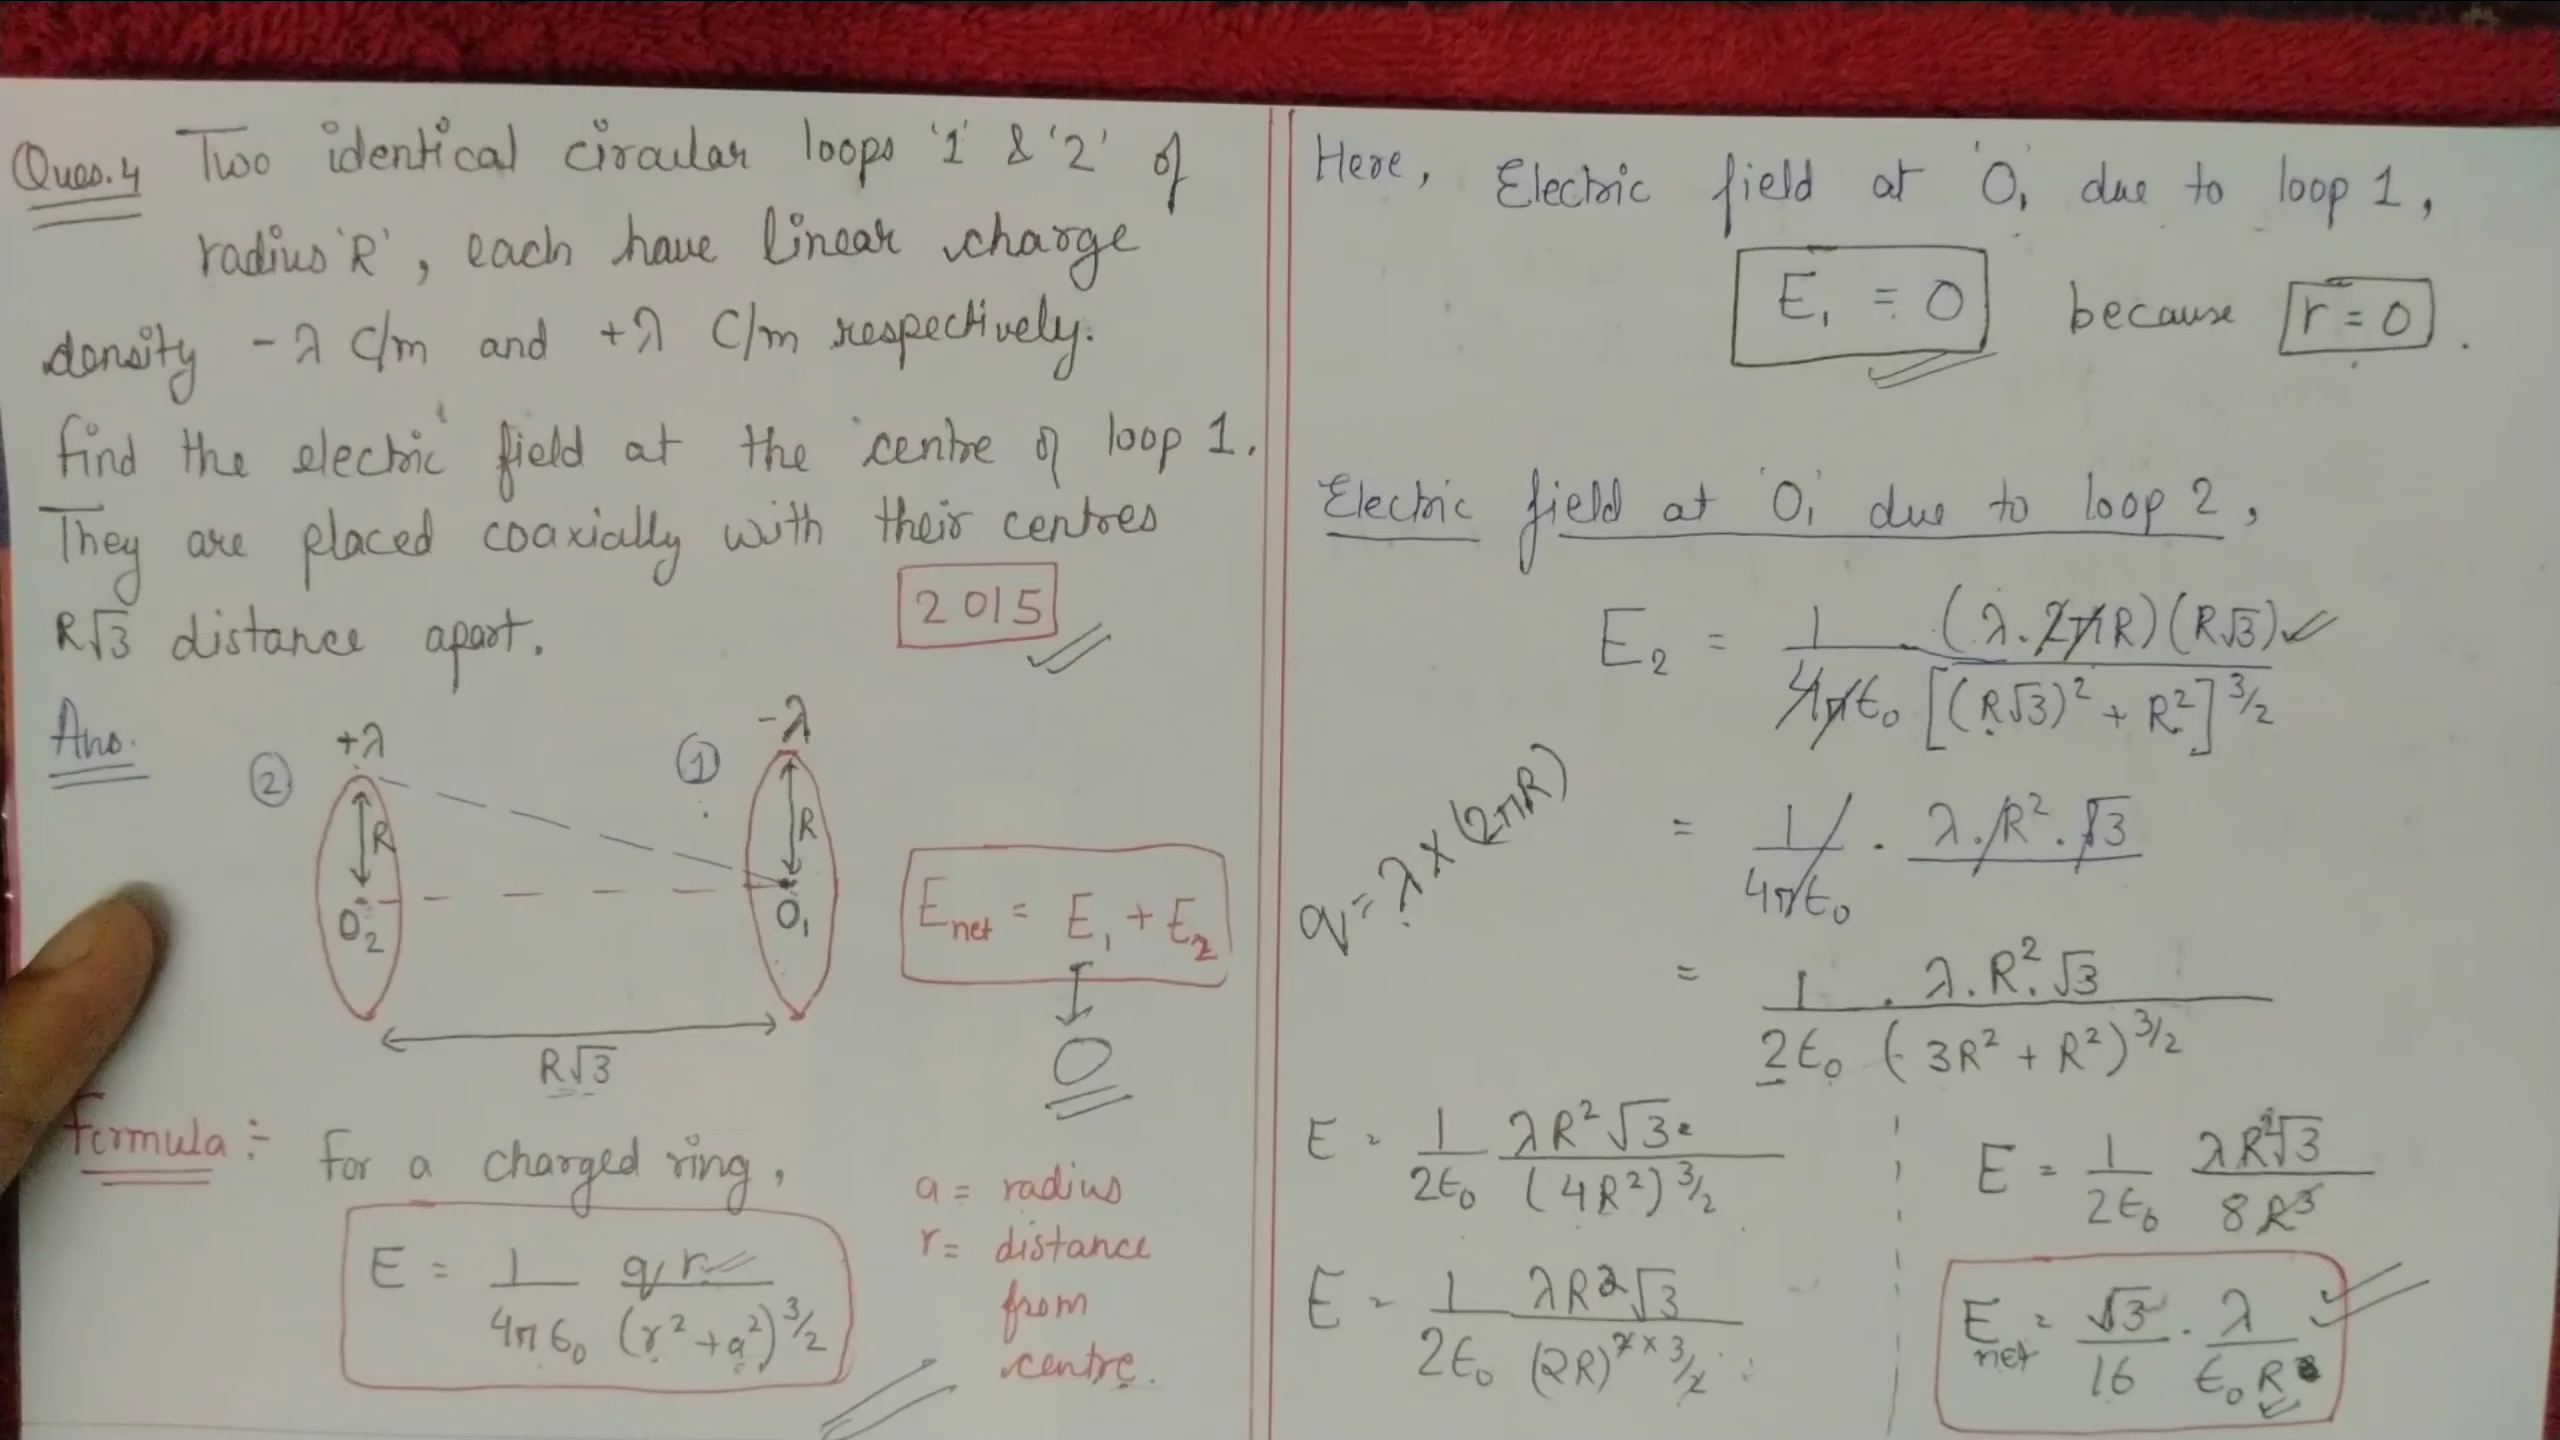 Ques.4 Two identical circular loops '1' & '2' of
radius 'R', each have linear charge
density -λ C/m and +λ C/m respectively.
find the electric field at the centre of loop 1.
They are placed coaxially with their centres
R√3 distance apart.
2015
Ans.
② +λ R O₂
① -λ R O₁
R√3
E_net = E₁ + E₂
0
Formula :- For a charged ring,
E = 1/4πϵ₀ qr/(r² + a²)^3/2
a = radius
r = distance
from
centre.
Here, Electric field at 'O₁' due to loop 1,
E₁ = 0 because r = 0.
Electric field at 'O₁' due to loop 2,
E₂ = 1/4πϵ₀ (λ.2πR)(R√3)/[(R√3)² + R²]^3/2
q = λ×(2πR)
= 1/4πϵ₀ . λ.R².√3
= 1/2ϵ₀ . λ.R².√3/(3R² + R²)^3/2
E = 1/2ϵ₀ λR²√3/(4R²)^3/2
E = 1/2ϵ₀ λR²√3/(2R)^2×3/2
E = 1/2ϵ₀ λR²√3/8R³
E_net = √3/16 . λ/ϵ₀R